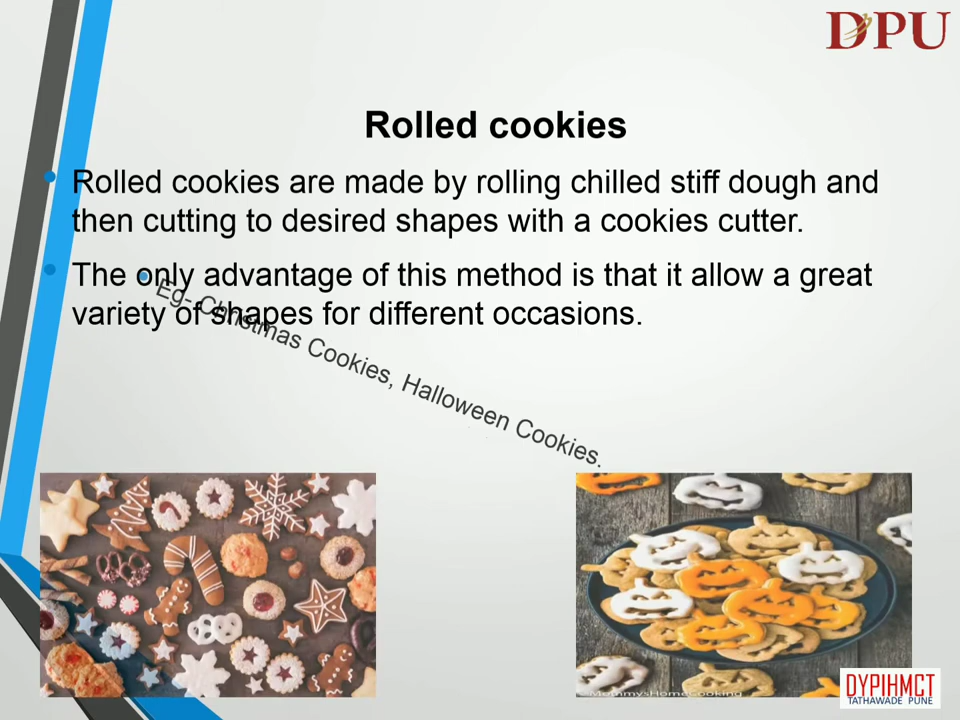 DPU
Rolled cookies
Rolled cookies are made by rolling chilled stiff dough and
then cutting to desired shapes with a cookies cutter.
The only advantage of this method is that it allow a great
variety of shapes for different occasions.
Eg- Christmas Cookies, Halloween Cookies.
©MommysHomeCooking
DYPIHMCT
TATHAWADE PUNE